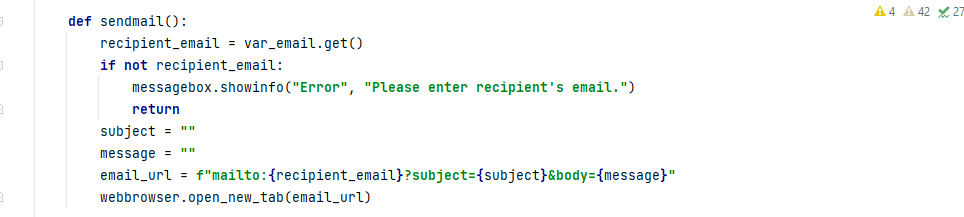 4 42 27
def sendmail():
recipient_email = var_email.get()
if not recipient_email:
messagebox.showinfo("Error", "Please enter recipient's email.")
return
subject = ""
message = ""
email_url = f"mailto:{recipient_email}?subject={subject}&body={message}"
webbrowser.open_new_tab(email_url)